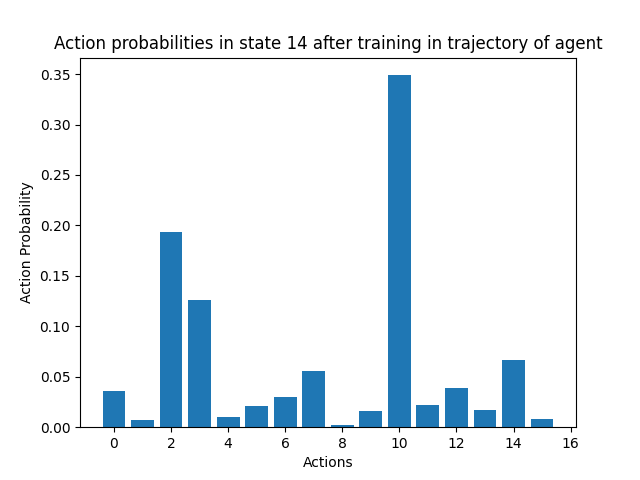 Action probabilities in state 14 after training in trajectory of agent
0.35
0.30
0.25
0.20
0.15
0.10
0.05
0.00
Action Probability
0 2 4 6 8 10 12 14 16
Actions